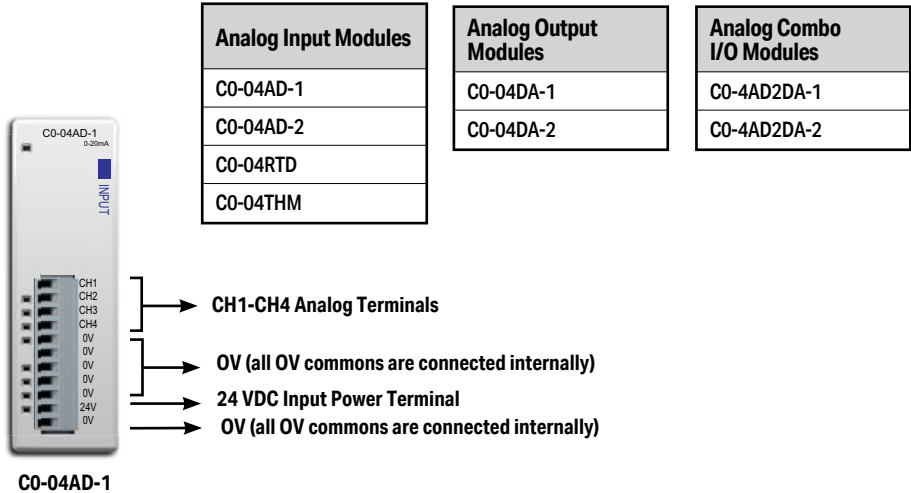 Analog Input Modules
C0-04AD-1
C0-04AD-2
C0-04RTD
C0-04THM
Analog Output
Modules
C0-04DA-1
C0-04DA-2
Analog Combo
I/O Modules
C0-4AD2DA-1
C0-4AD2DA-2
C0-04AD-1
0-20mA
INPUT
CH1
CH2
CH3
CH4
0V
0V
0V
0V
0V
24V
0V
CH1-CH4 Analog Terminals
OV (all OV commons are connected internally)
24 VDC Input Power Terminal
OV (all OV commons are connected internally)
C0-04AD-1